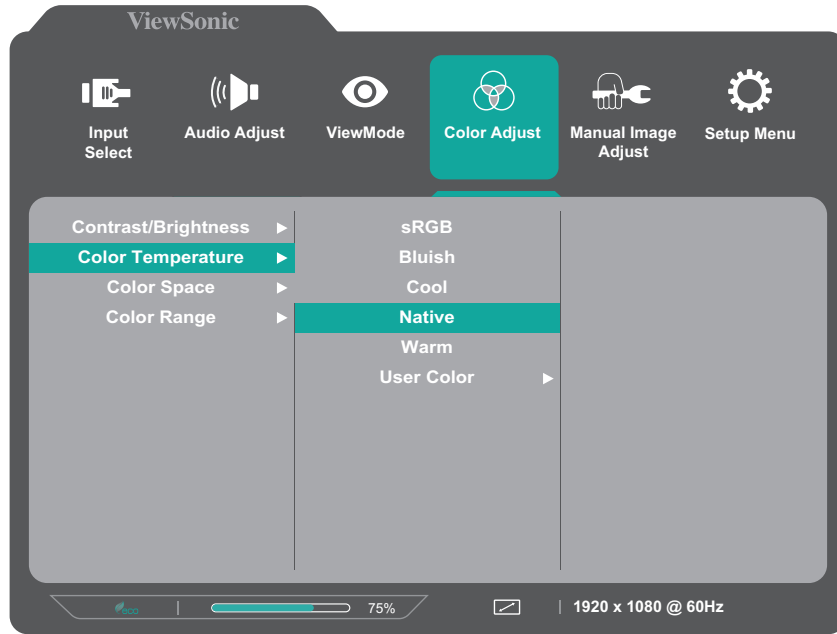 ViewSonic
Input
Select
Audio Adjust
ViewMode
Color Adjust
Manual Image
Adjust
Setup Menu
Contrast/Brightness
Color Temperature
Color Space
Color Range
sRGB
Bluish
Cool
Native
Warm
User Color
eco
75%
1920 x 1080 @ 60Hz